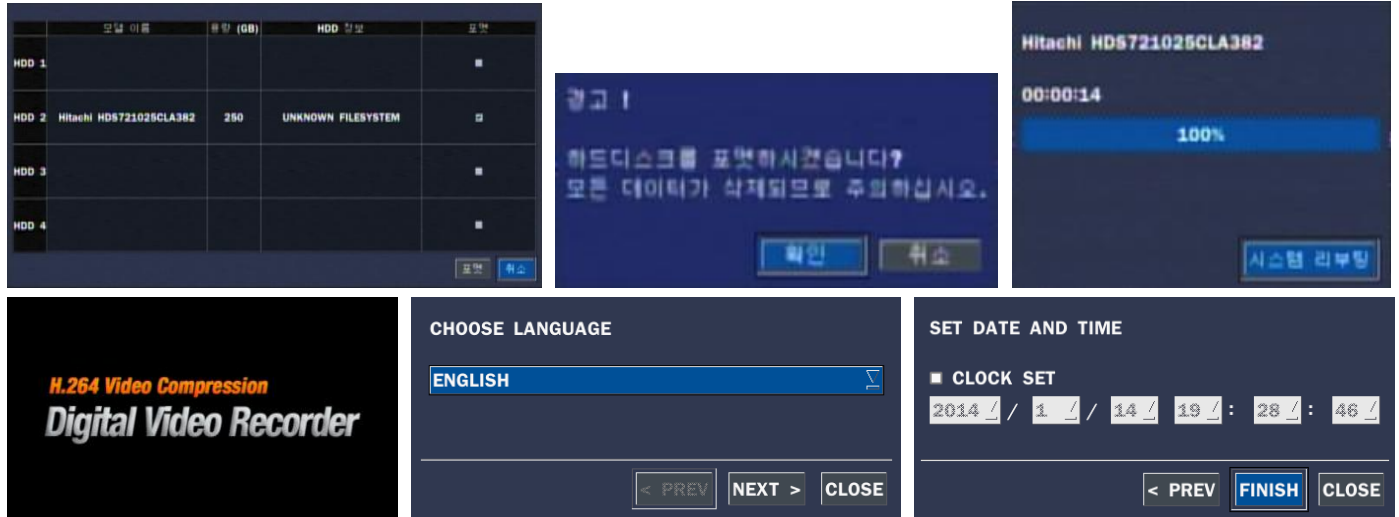 모델 이름 용량 (GB) HDD 정보 포멧
HDD 1
HDD 2 Hitachi HDS721025CLA382 250 UNKNOWN FILESYSTEM
HDD 3
HDD 4
포멧 취소
경고 !
하드디스크를 포멧하시겠습니까?
모든 데이터가 삭제되므로 주의하십시오.
확인 취소
Hitachi HDS721025CLA382
00:00:14
100%
시스템 리부팅
H.264 Video Compression
Digital Video Recorder
CHOOSE LANGUAGE
ENGLISH
< PREV NEXT > CLOSE
SET DATE AND TIME
CLOCK SET
2014 / 1 / 14 19 : 28 : 46
< PREV FINISH CLOSE